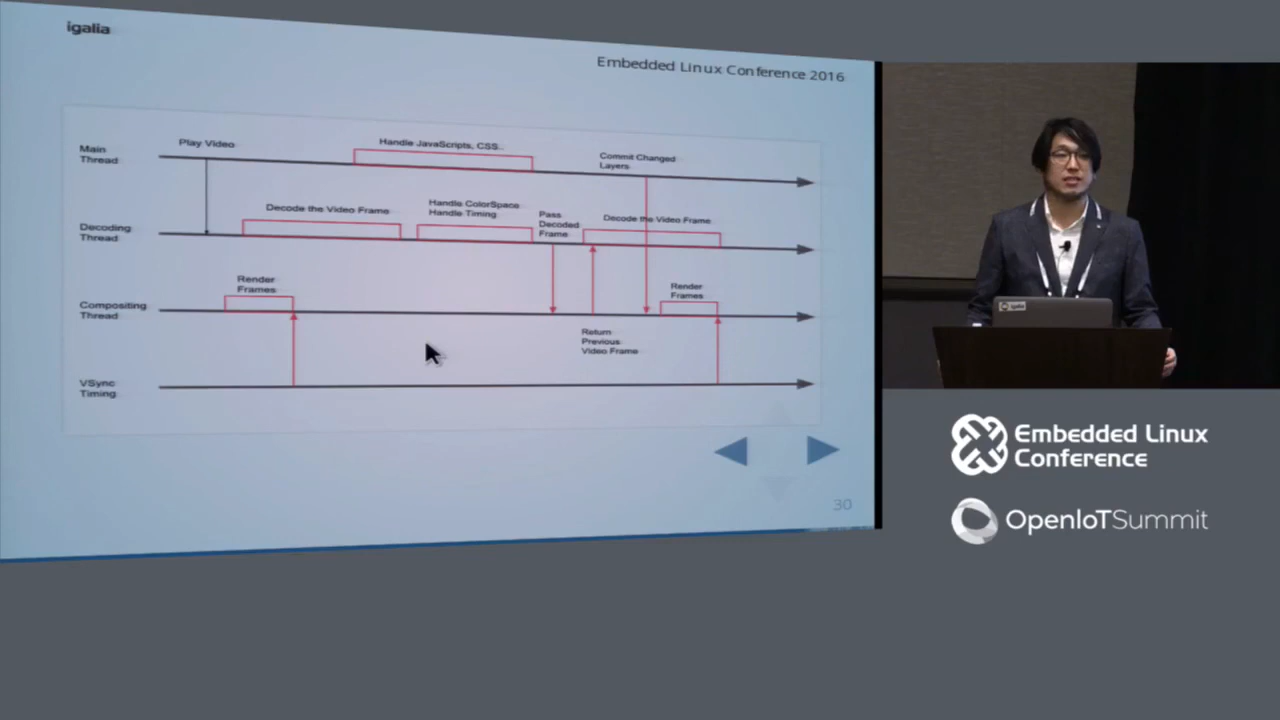 igalia
Embedded Linux Conference 2016
Main
Thread
Play Video
Handle JavaScripts, CSS..
Commit Changed
Layers
Decoding
Thread
Decode the Video Frame
Handle ColorSpace
Handle Timing
Pass
Decoded
Frame
Decode the Video Frame
Compositing
Thread
Render
Frames
Render
Frames
Return
Previous
Video Frame
VSync
Timing
30
igalia
Embedded Linux
Conference
OpenIoTSummit